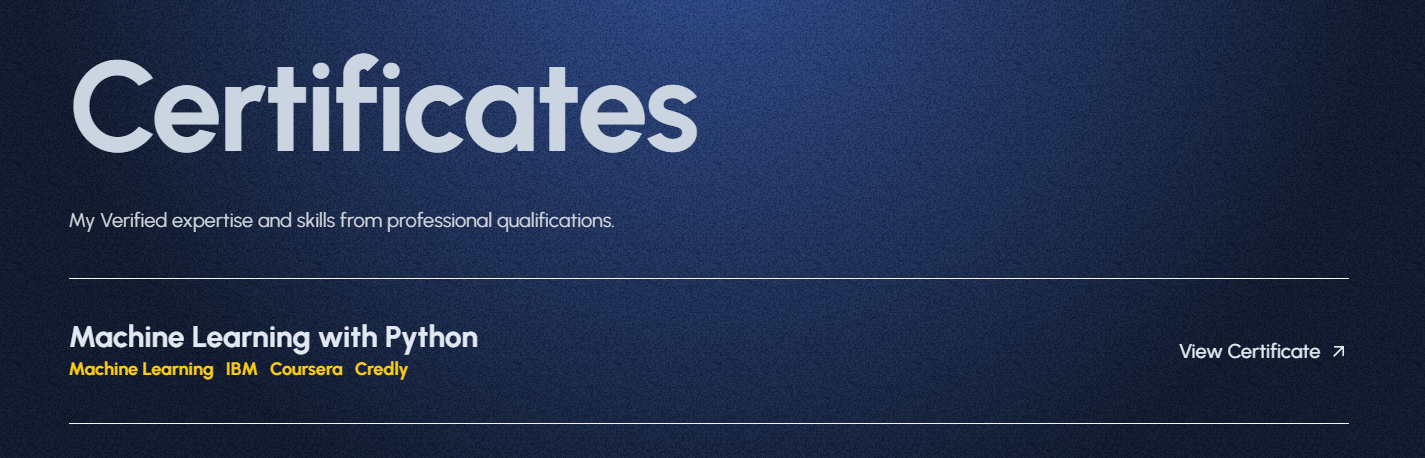 Certificates
My Verified expertise and skills from professional qualifications.
Machine Learning with Python
Machine Learning IBM Coursera Credly
View Certificate